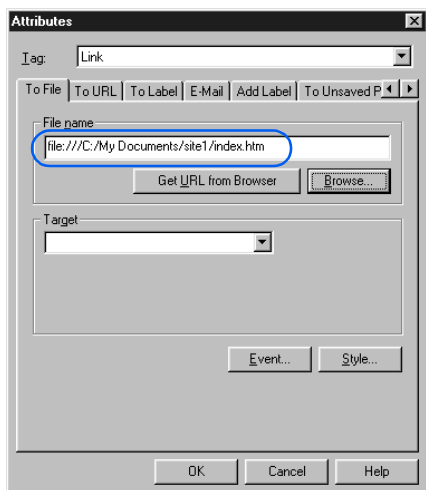 Attributes
Tag: Link
To File To URL To Label E-Mail Add Label To Unsaved P
File name
file:///C:/My Documents/site1/index.htm
Get URL from Browser Browse...
Target
Event... Style...
OK Cancel Help